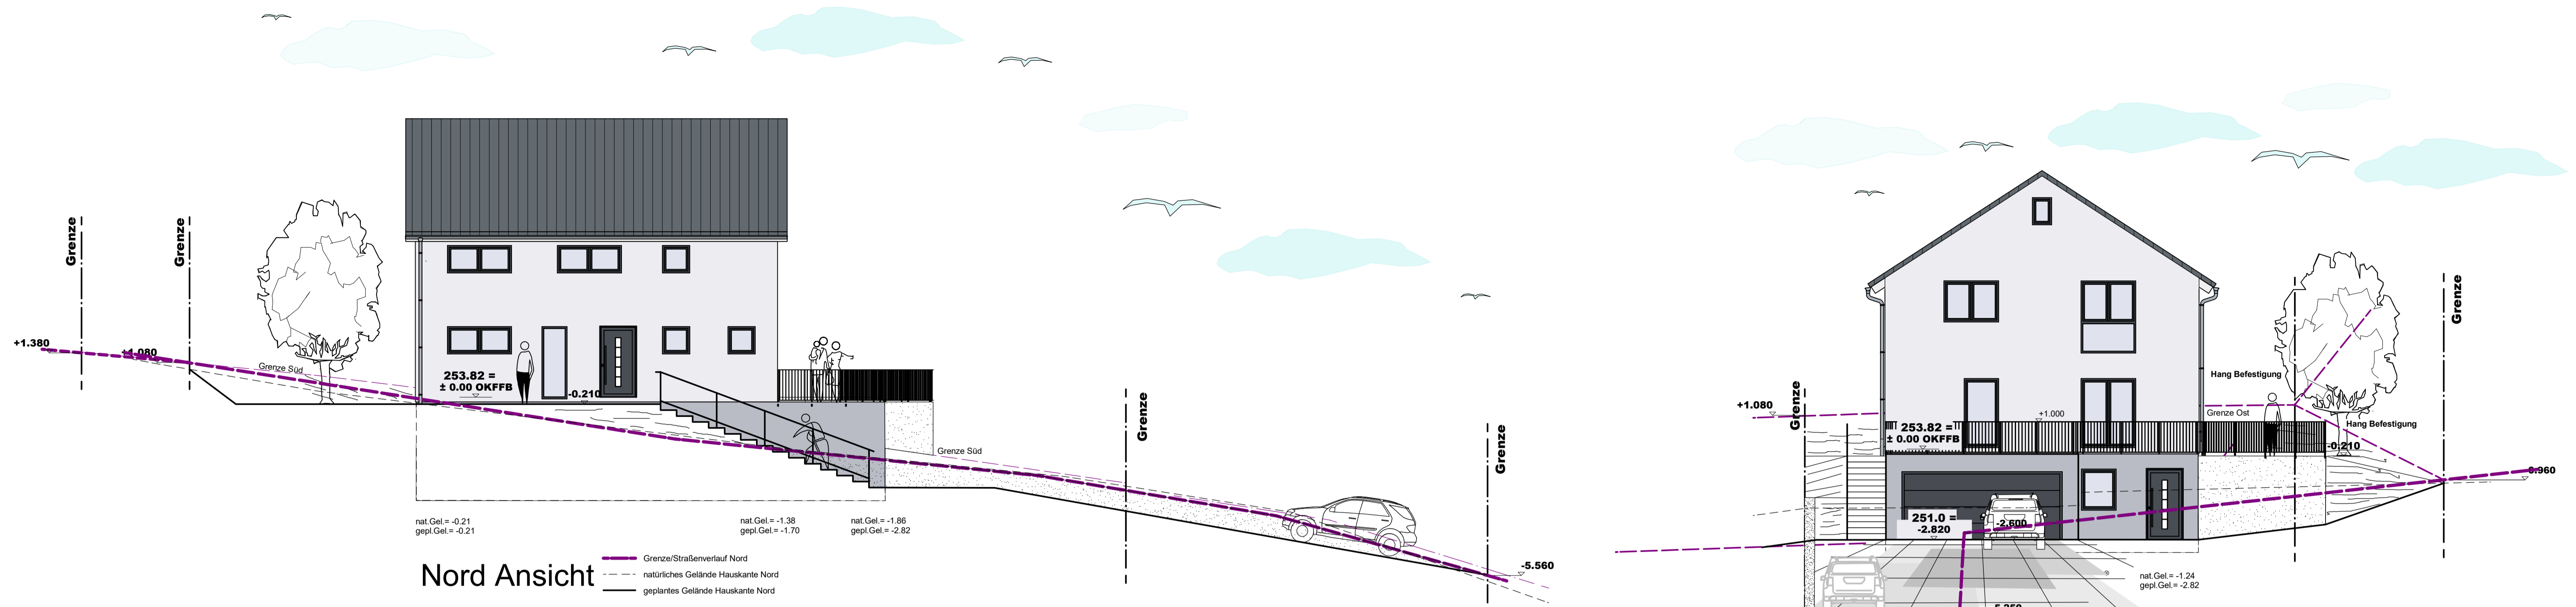 Grenze
Grenze
+1.380
+1.080
Grenze Süd
253.82 =
± 0.00 OKFFB
-0.210
Grenze Süd
Grenze
Grenze
-5.560
nat.Gel.= -0.21
gepl.Gel.= -0.21
nat.Gel.= -1.38
gepl.Gel.= -1.70
nat.Gel.= -1.86
gepl.Gel.= -2.82
Nord Ansicht
Grenze/Straßenverlauf Nord
natürliches Gelände Hauskante Nord
geplantes Gelände Hauskante Nord
Grenze
+1.080
Grenze
Hang Befestigung
Grenze Ost
+1.000
Hang Befestigung
253.82 =
± 0.00 OKFFB
-0.210
-0.960
251.0 =
-2.820
-2.600
nat.Gel.= -1.24
gepl.Gel.= -2.82